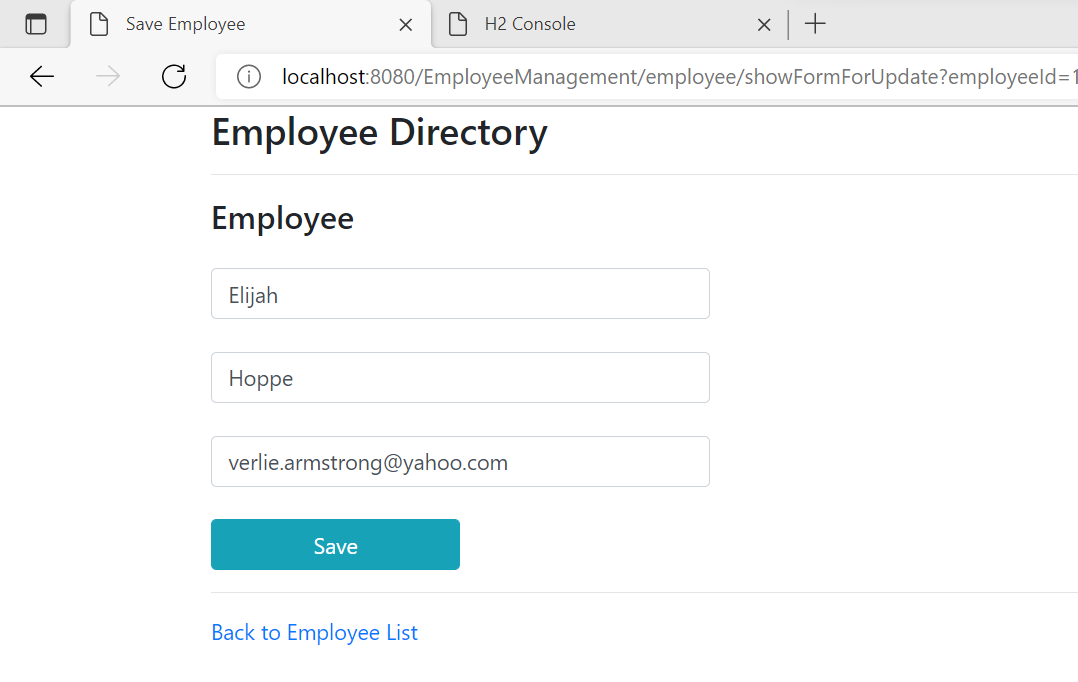 Save Employee
H2 Console
localhost:8080/EmployeeManagement/employee/showFormForUpdate?employeeId=1
Employee Directory
Employee
Elijah
Hoppe
verlie.armstrong@yahoo.com
Save
Back to Employee List